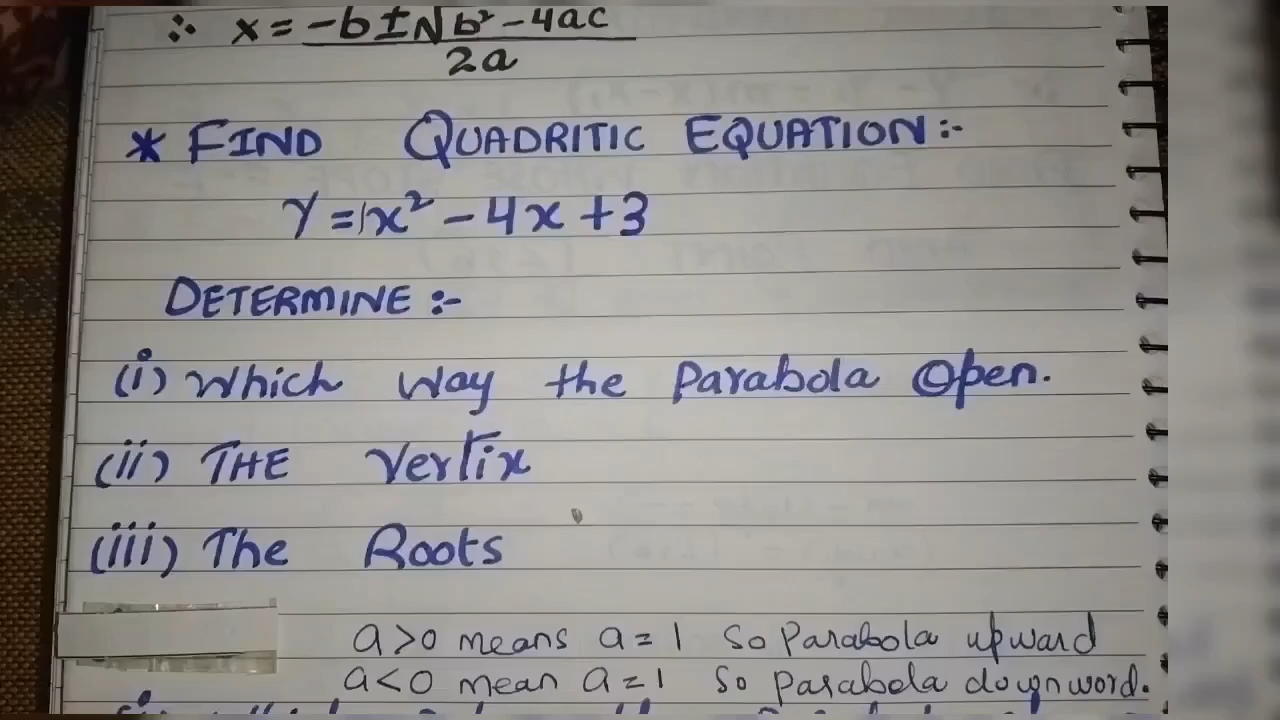 ∴ x = -b ± √b² - 4ac / 2a
* FIND QUADRITIC EQUATION:-
Y = 1x² - 4x + 3
DETERMINE :-
(i) Which Way the Parabola Open.
(ii) THE Vertix
(iii) The Roots
a > 0 means a = 1 So Parabola upward
a < 0 mean a = 1 So Parabola downword.